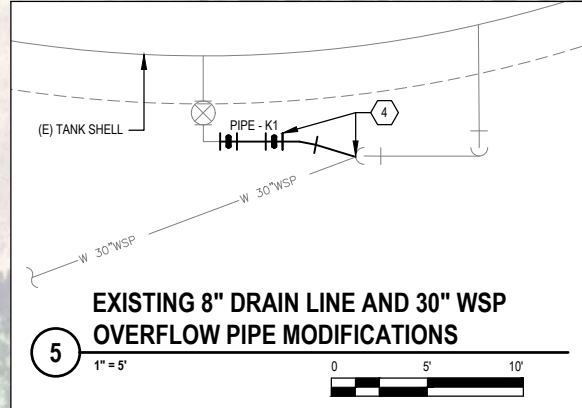 (E) TANK SHELL
PIPE - K1
4
W 30"WSP
W 30"WSP
EXISTING 8" DRAIN LINE AND 30" WSP
OVERFLOW PIPE MODIFICATIONS
5
1" = 5'
0 5' 10'